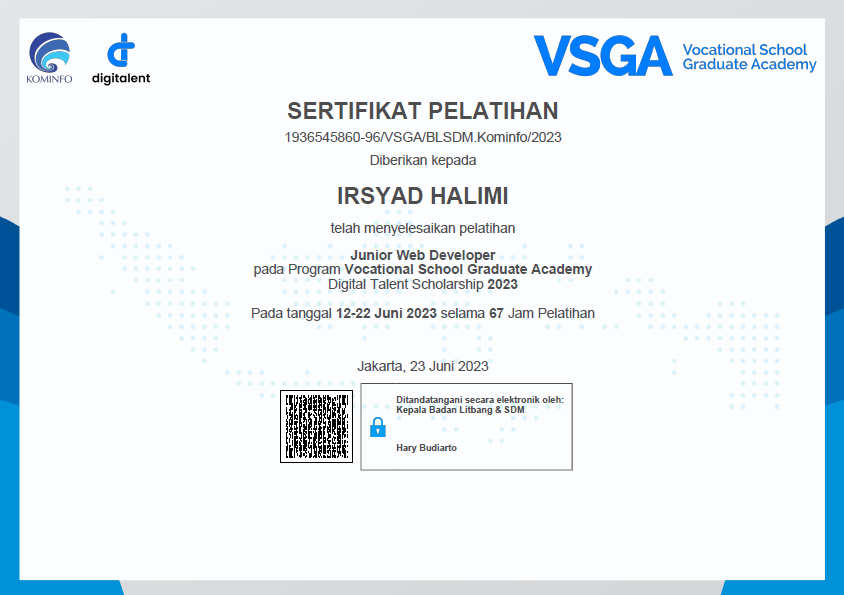 KOMINFO
digitalent
VSGA
Vocational School
Graduate Academy
SERTIFIKAT PELATIHAN
1936545860-96/VSGA/BLSDM.Kominfo/2023
Diberikan kepada
IRSYAD HALIMI
telah menyelesaikan pelatihan
Junior Web Developer
pada Program Vocational School Graduate Academy
Digital Talent Scholarship 2023
Pada tanggal 12-22 Juni 2023 selama 67 Jam Pelatihan
Jakarta, 23 Juni 2023
Ditandatangani secara elektronik oleh:
Kepala Badan Litbang & SDM
Hary Budiarto